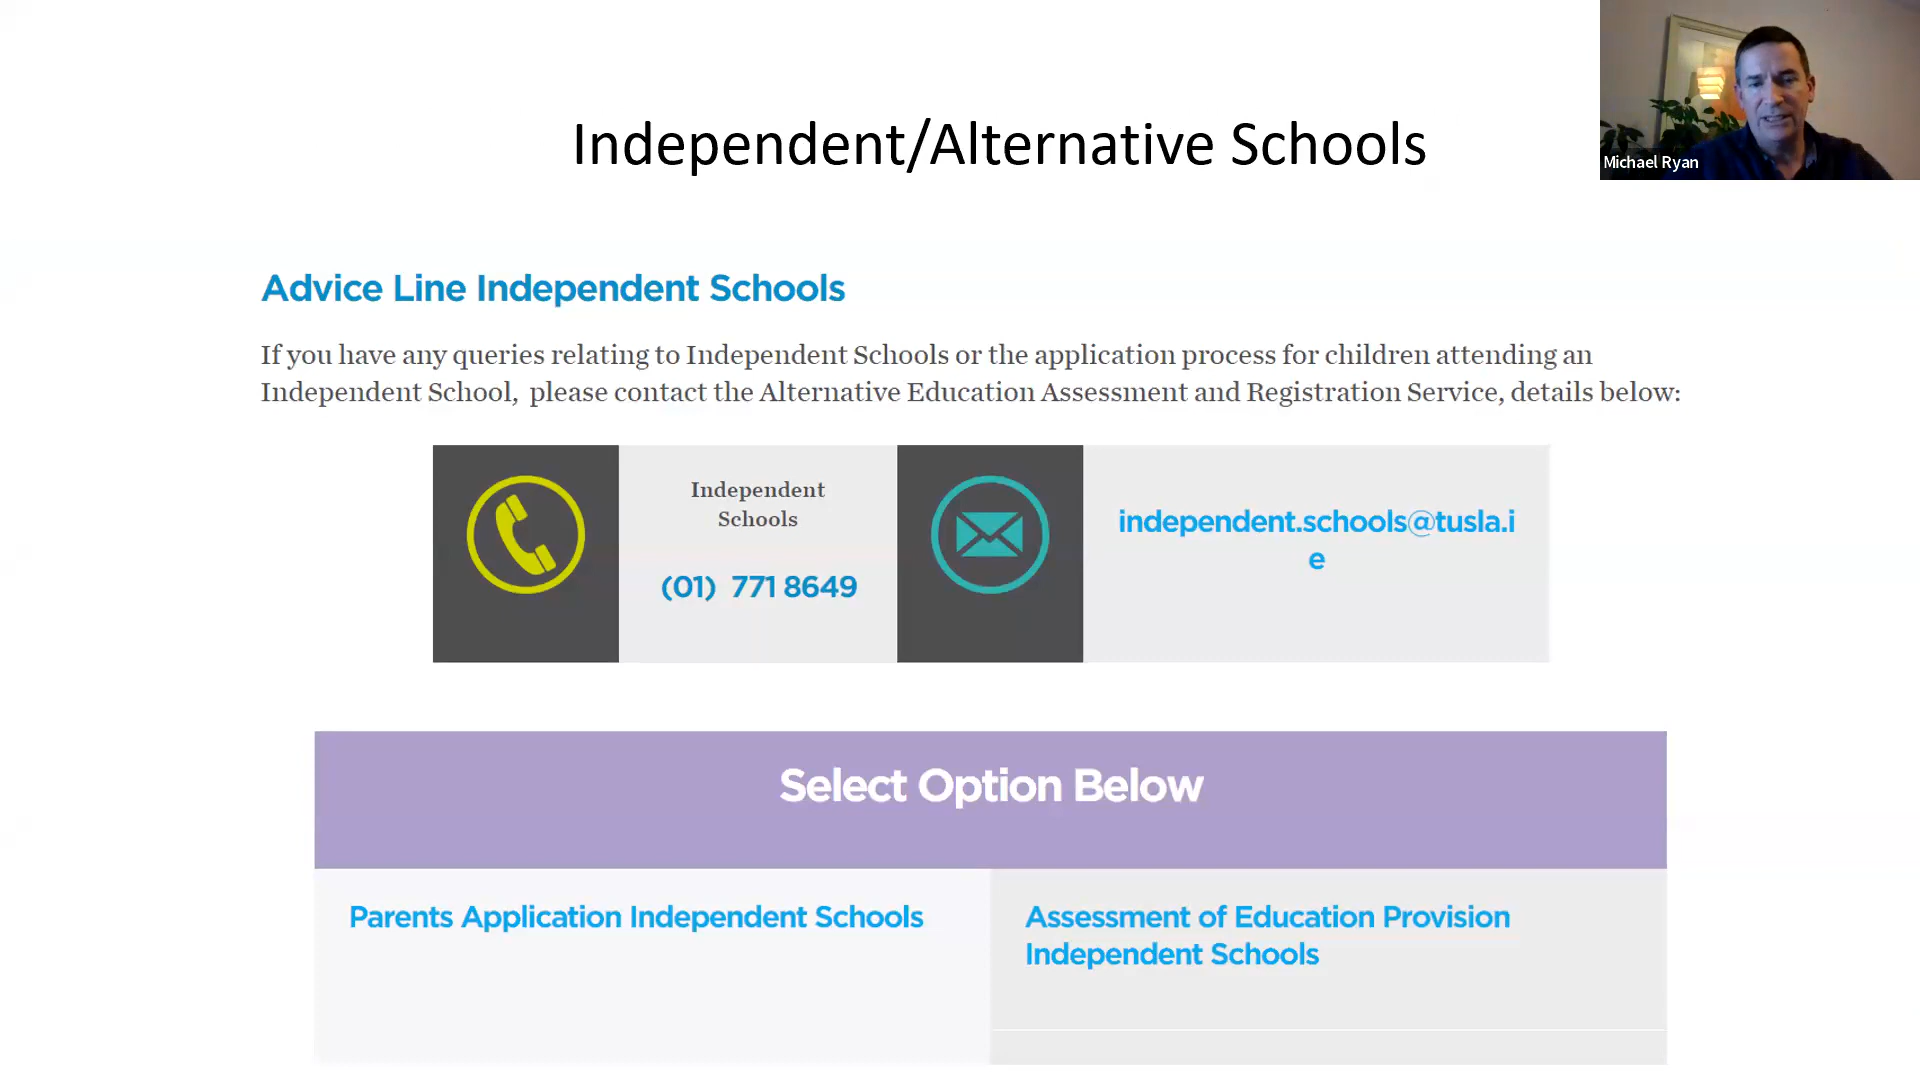 Independent/Alternative Schools
Michael Ryan
Advice Line Independent Schools
If you have any queries relating to Independent Schools or the application process for children attending an
Independent School, please contact the Alternative Education Assessment and Registration Service, details below:
Independent
Schools
(01) 771 8649
independent.schools@tusla.i
e
Select Option Below
Parents Application Independent Schools
Assessment of Education Provision
Independent Schools